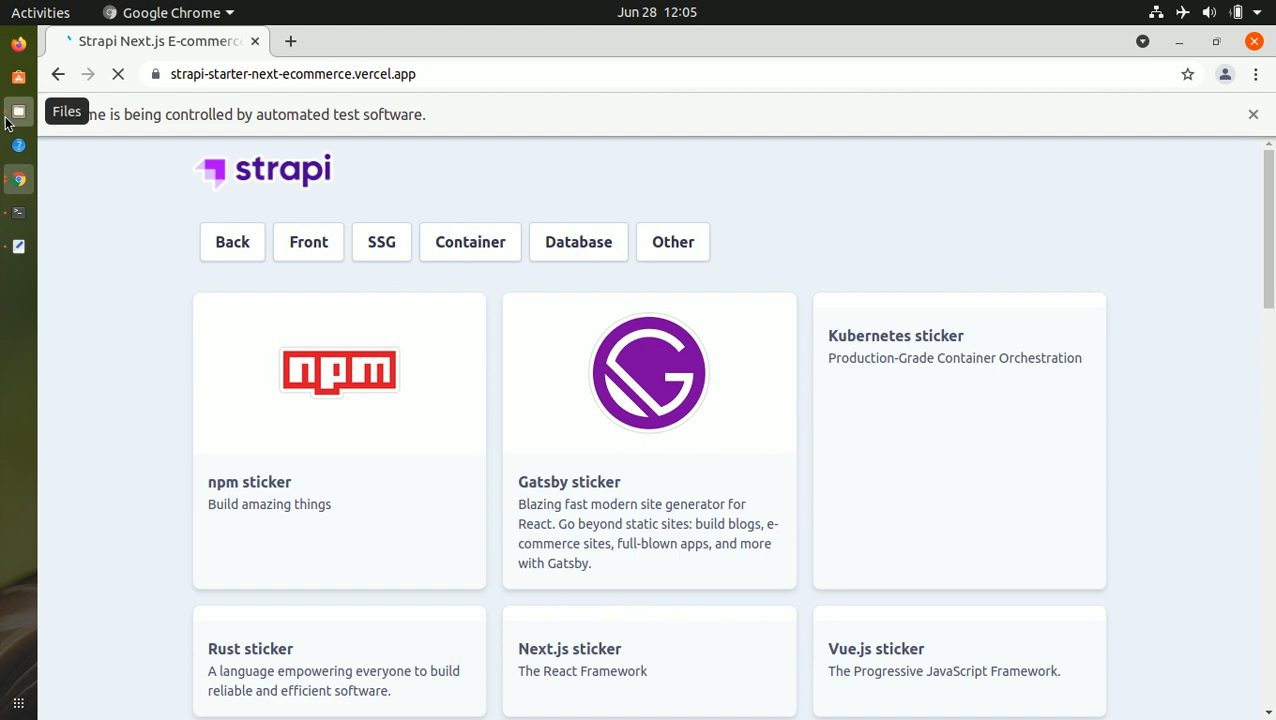 Activities
Google Chrome
Jun 28 12:05
Strapi Next.js E-commerc
strapi-starter-next-ecommerce.vercel.app
Files
me is being controlled by automated test software.
strapi
Back
Front
SSG
Container
Database
Other
npm
npm sticker
Build amazing things
Gatsby sticker
Blazing fast modern site generator for
React. Go beyond static sites: build blogs, e-
commerce sites, full-blown apps, and more
with Gatsby.
Kubernetes sticker
Production-Grade Container Orchestration
Rust sticker
A language empowering everyone to build
reliable and efficient software.
Next.js sticker
The React Framework
Vue.js sticker
The Progressive JavaScript Framework.